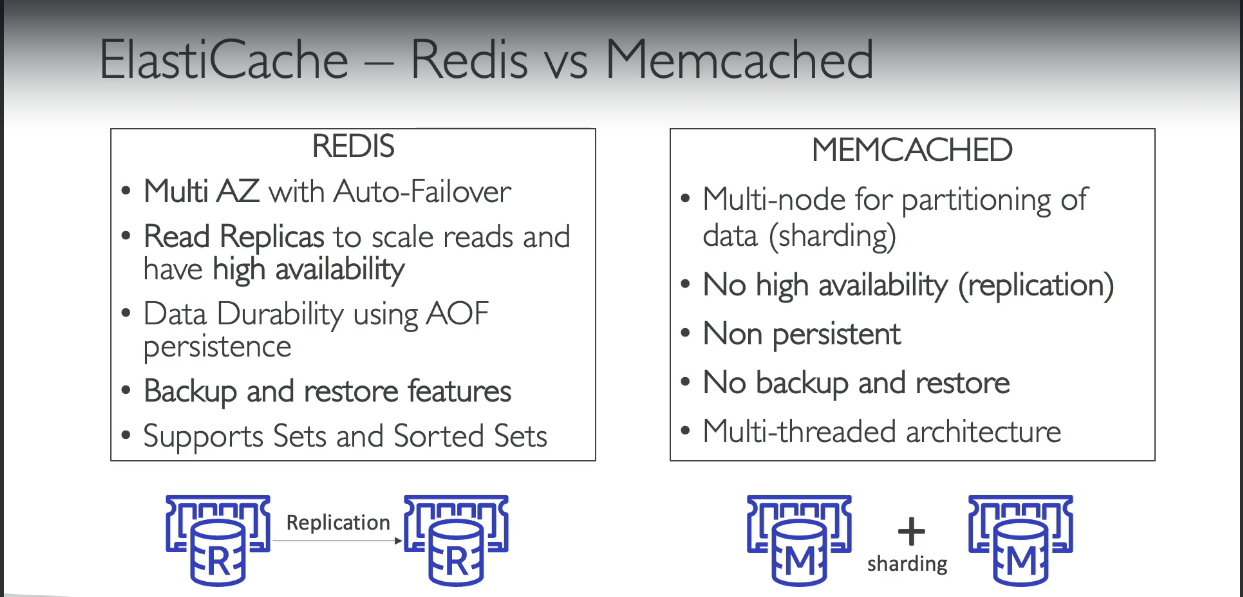 ElastiCache – Redis vs Memcached
REDIS
• Multi AZ with Auto-Failover
• Read Replicas to scale reads and
have high availability
• Data Durability using AOF
persistence
• Backup and restore features
• Supports Sets and Sorted Sets
MEMCACHED
• Multi-node for partitioning of
data (sharding)
• No high availability (replication)
• Non persistent
• No backup and restore
• Multi-threaded architecture
R
Replication
R
M
+
sharding
M